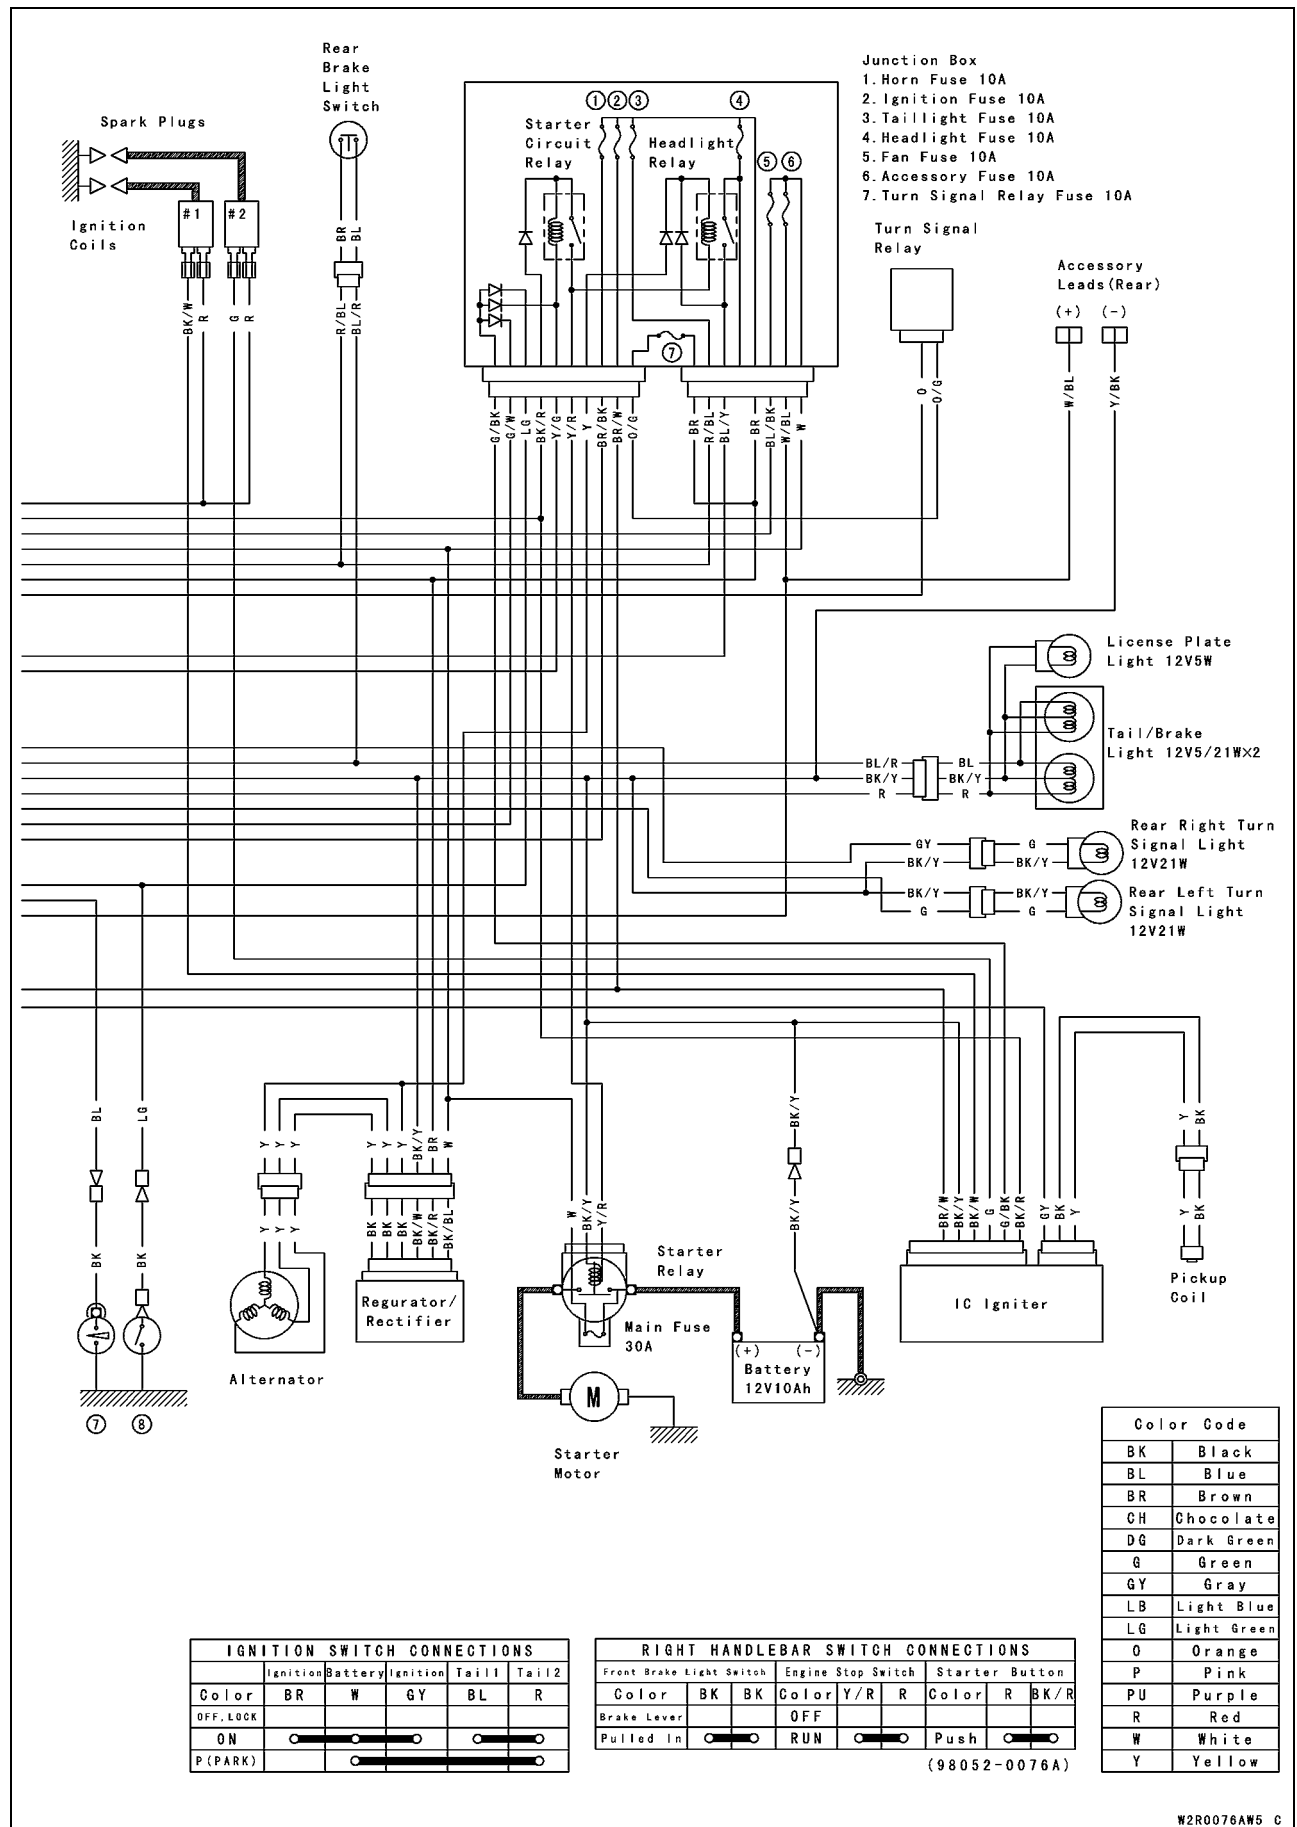 Rear
Brake
Light
Switch
Spark Plugs
#1 #2
Ignition
Coils
BR BL
R/BL BL/R
BK/W R G R
1 2 3 4
Starter
Circuit
Relay
Headlight
Relay
5 6
7
Junction Box
1.Horn Fuse 10A
2.Ignition Fuse 10A
3.Taillight Fuse 10A
4.Headlight Fuse 10A
5.Fan Fuse 10A
6.Accessory Fuse 10A
7.Turn Signal Relay Fuse 10A
Turn Signal
Relay
Accessory
Leads(Rear)
(+) (-)
O O/G W/BL Y/BK
G/BK G/W LG BK/R Y/G Y/R Y BR/BK BR/W O/G
BR R/BL BL/Y BR BL/BK W/BL W
License Plate
Light 12V5W
Tail/Brake
Light 12V5/21W×2
BL/R BL
BK/Y BK/Y
R R
Rear Right Turn
Signal Light
12V21W
GY G
BK/Y BK/Y
Rear Left Turn
Signal Light
12V21W
BK/Y BK/Y
G G
BL LG
BK BK
7 8
Y Y Y
Y Y Y
Alternator
Y Y Y BK/Y BR W
BK BK BK BK/W BK/R BK/BL
Regurator/
Rectifier
W BK/Y Y/R
Starter
Relay
Main Fuse
30A
M
Starter
Motor
BK/Y
BK/Y
(+) (-)
Battery
12V10Ah
BR/W BK/Y BK/W G G/BK BK/R GY BK Y
IC Igniter
Y BK
Y BK
Pickup
Coil
Color Code
BK Black
BL Blue
BR Brown
CH Chocolate
DG Dark Green
G Green
GY Gray
LB Light Blue
LG Light Green
O Orange
P Pink
PU Purple
R Red
W White
Y Yellow
IGNITION SWITCH CONNECTIONS
Ignition Battery Ignition Tail1 Tail2
Color BR W GY BL R
OFF,LOCK
ON
P(PARK)
RIGHT HANDLEBAR SWITCH CONNECTIONS
Front Brake Light Switch Engine Stop Switch Starter Button
Color BK BK Color Y/R R Color R BK/R
Brake Lever OFF
Pulled In RUN Push
(98052-0076A)
W2R0076AW5 C